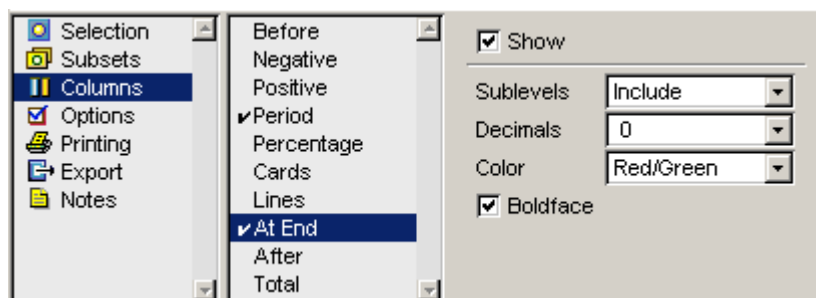 Selection
Subsets
Columns
Options
Printing
Export
Notes
Before
Negative
Positive
Period
Percentage
Cards
Lines
At End
After
Total
Show
Sublevels Include
Decimals 0
Color Red/Green
Boldface